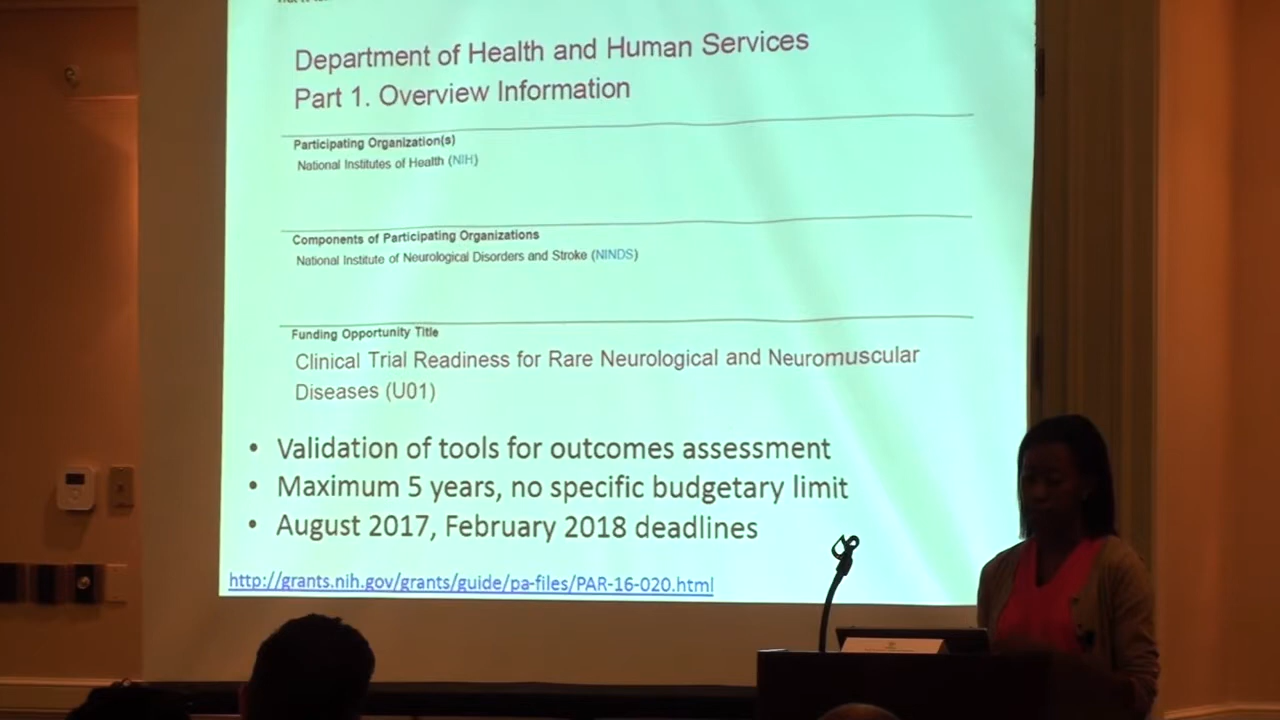 Department of Health and Human Services
Part 1. Overview Information
Participating Organization(s)
National Institutes of Health (NIH)
Components of Participating Organizations
National Institute of Neurological Disorders and Stroke (NINDS)
Funding Opportunity Title
Clinical Trial Readiness for Rare Neurological and Neuromuscular
Diseases (U01)
• Validation of tools for outcomes assessment
• Maximum 5 years, no specific budgetary limit
• August 2017, February 2018 deadlines
http://grants.nih.gov/grants/guide/pa-files/PAR-16-020.html